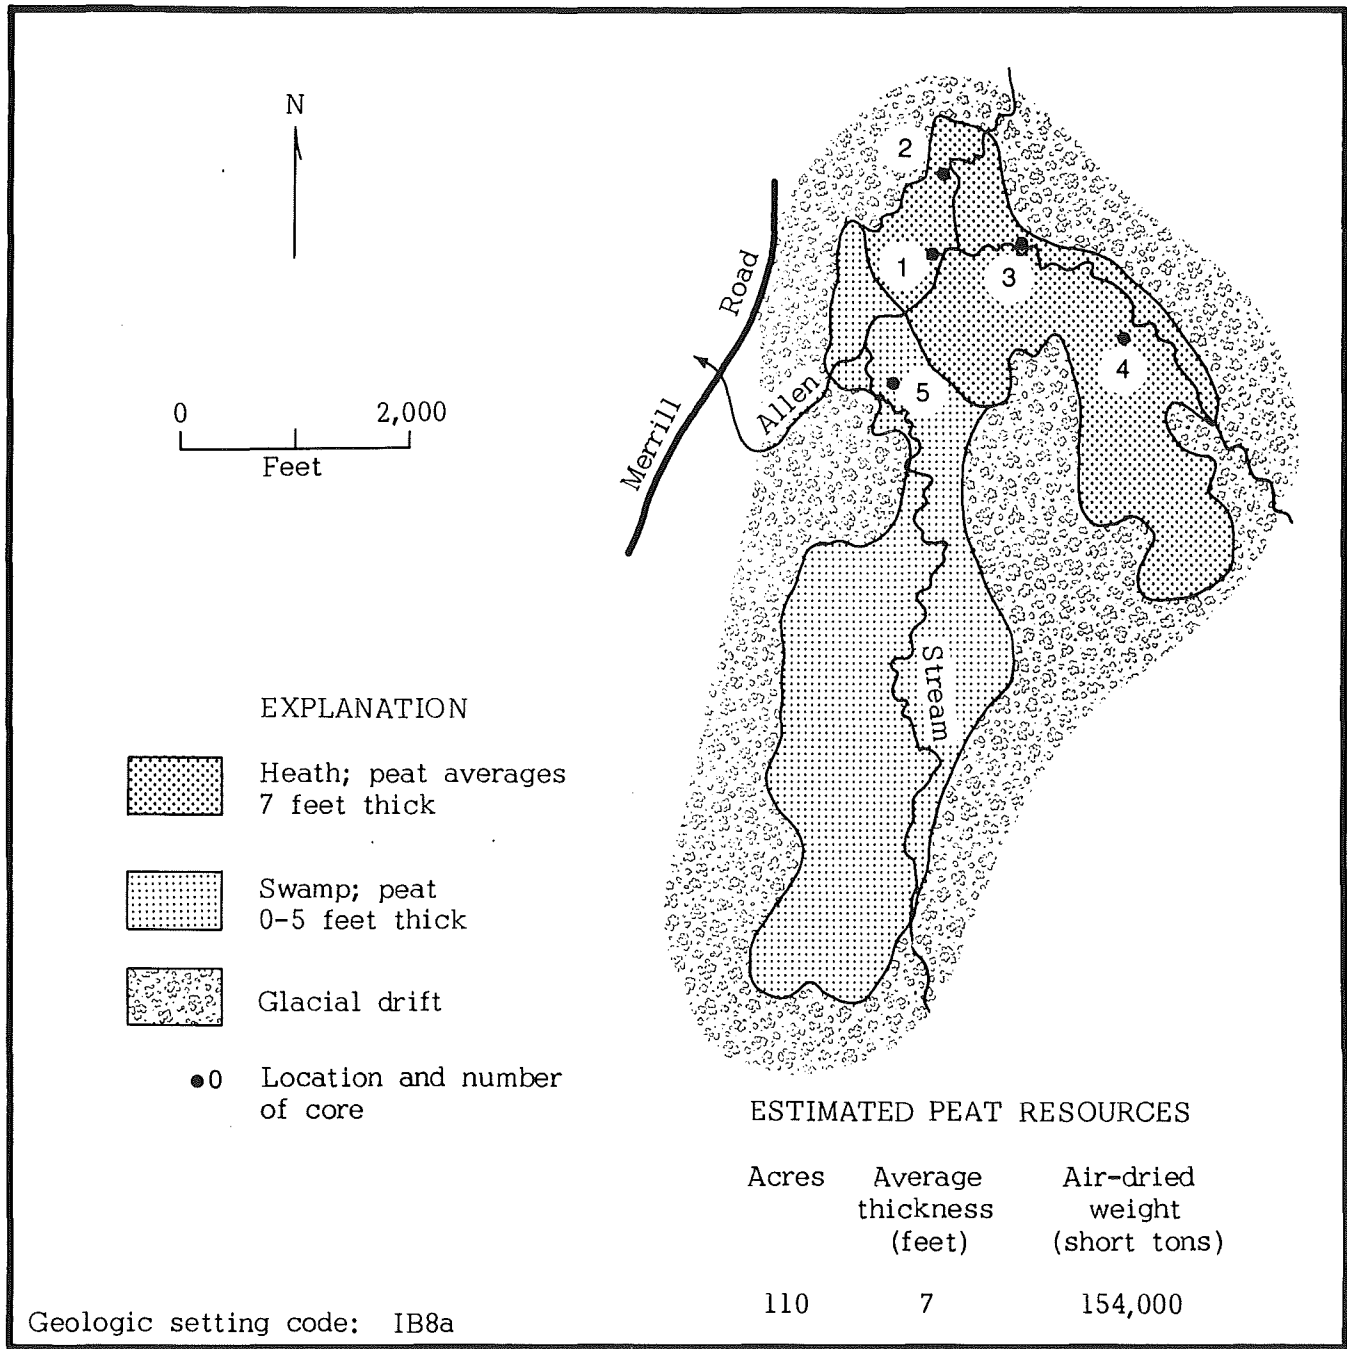 N
2
1
3
4
5
Merrill Road
Allen Stream
0 2,000
Feet
EXPLANATION
Heath; peat averages
7 feet thick
Swamp; peat
0-5 feet thick
Glacial drift
0 Location and number
of core
ESTIMATED PEAT RESOURCES
Acres Average Air-dried
thickness weight
(feet) (short tons)
110 7 154,000
Geologic setting code: IB8a